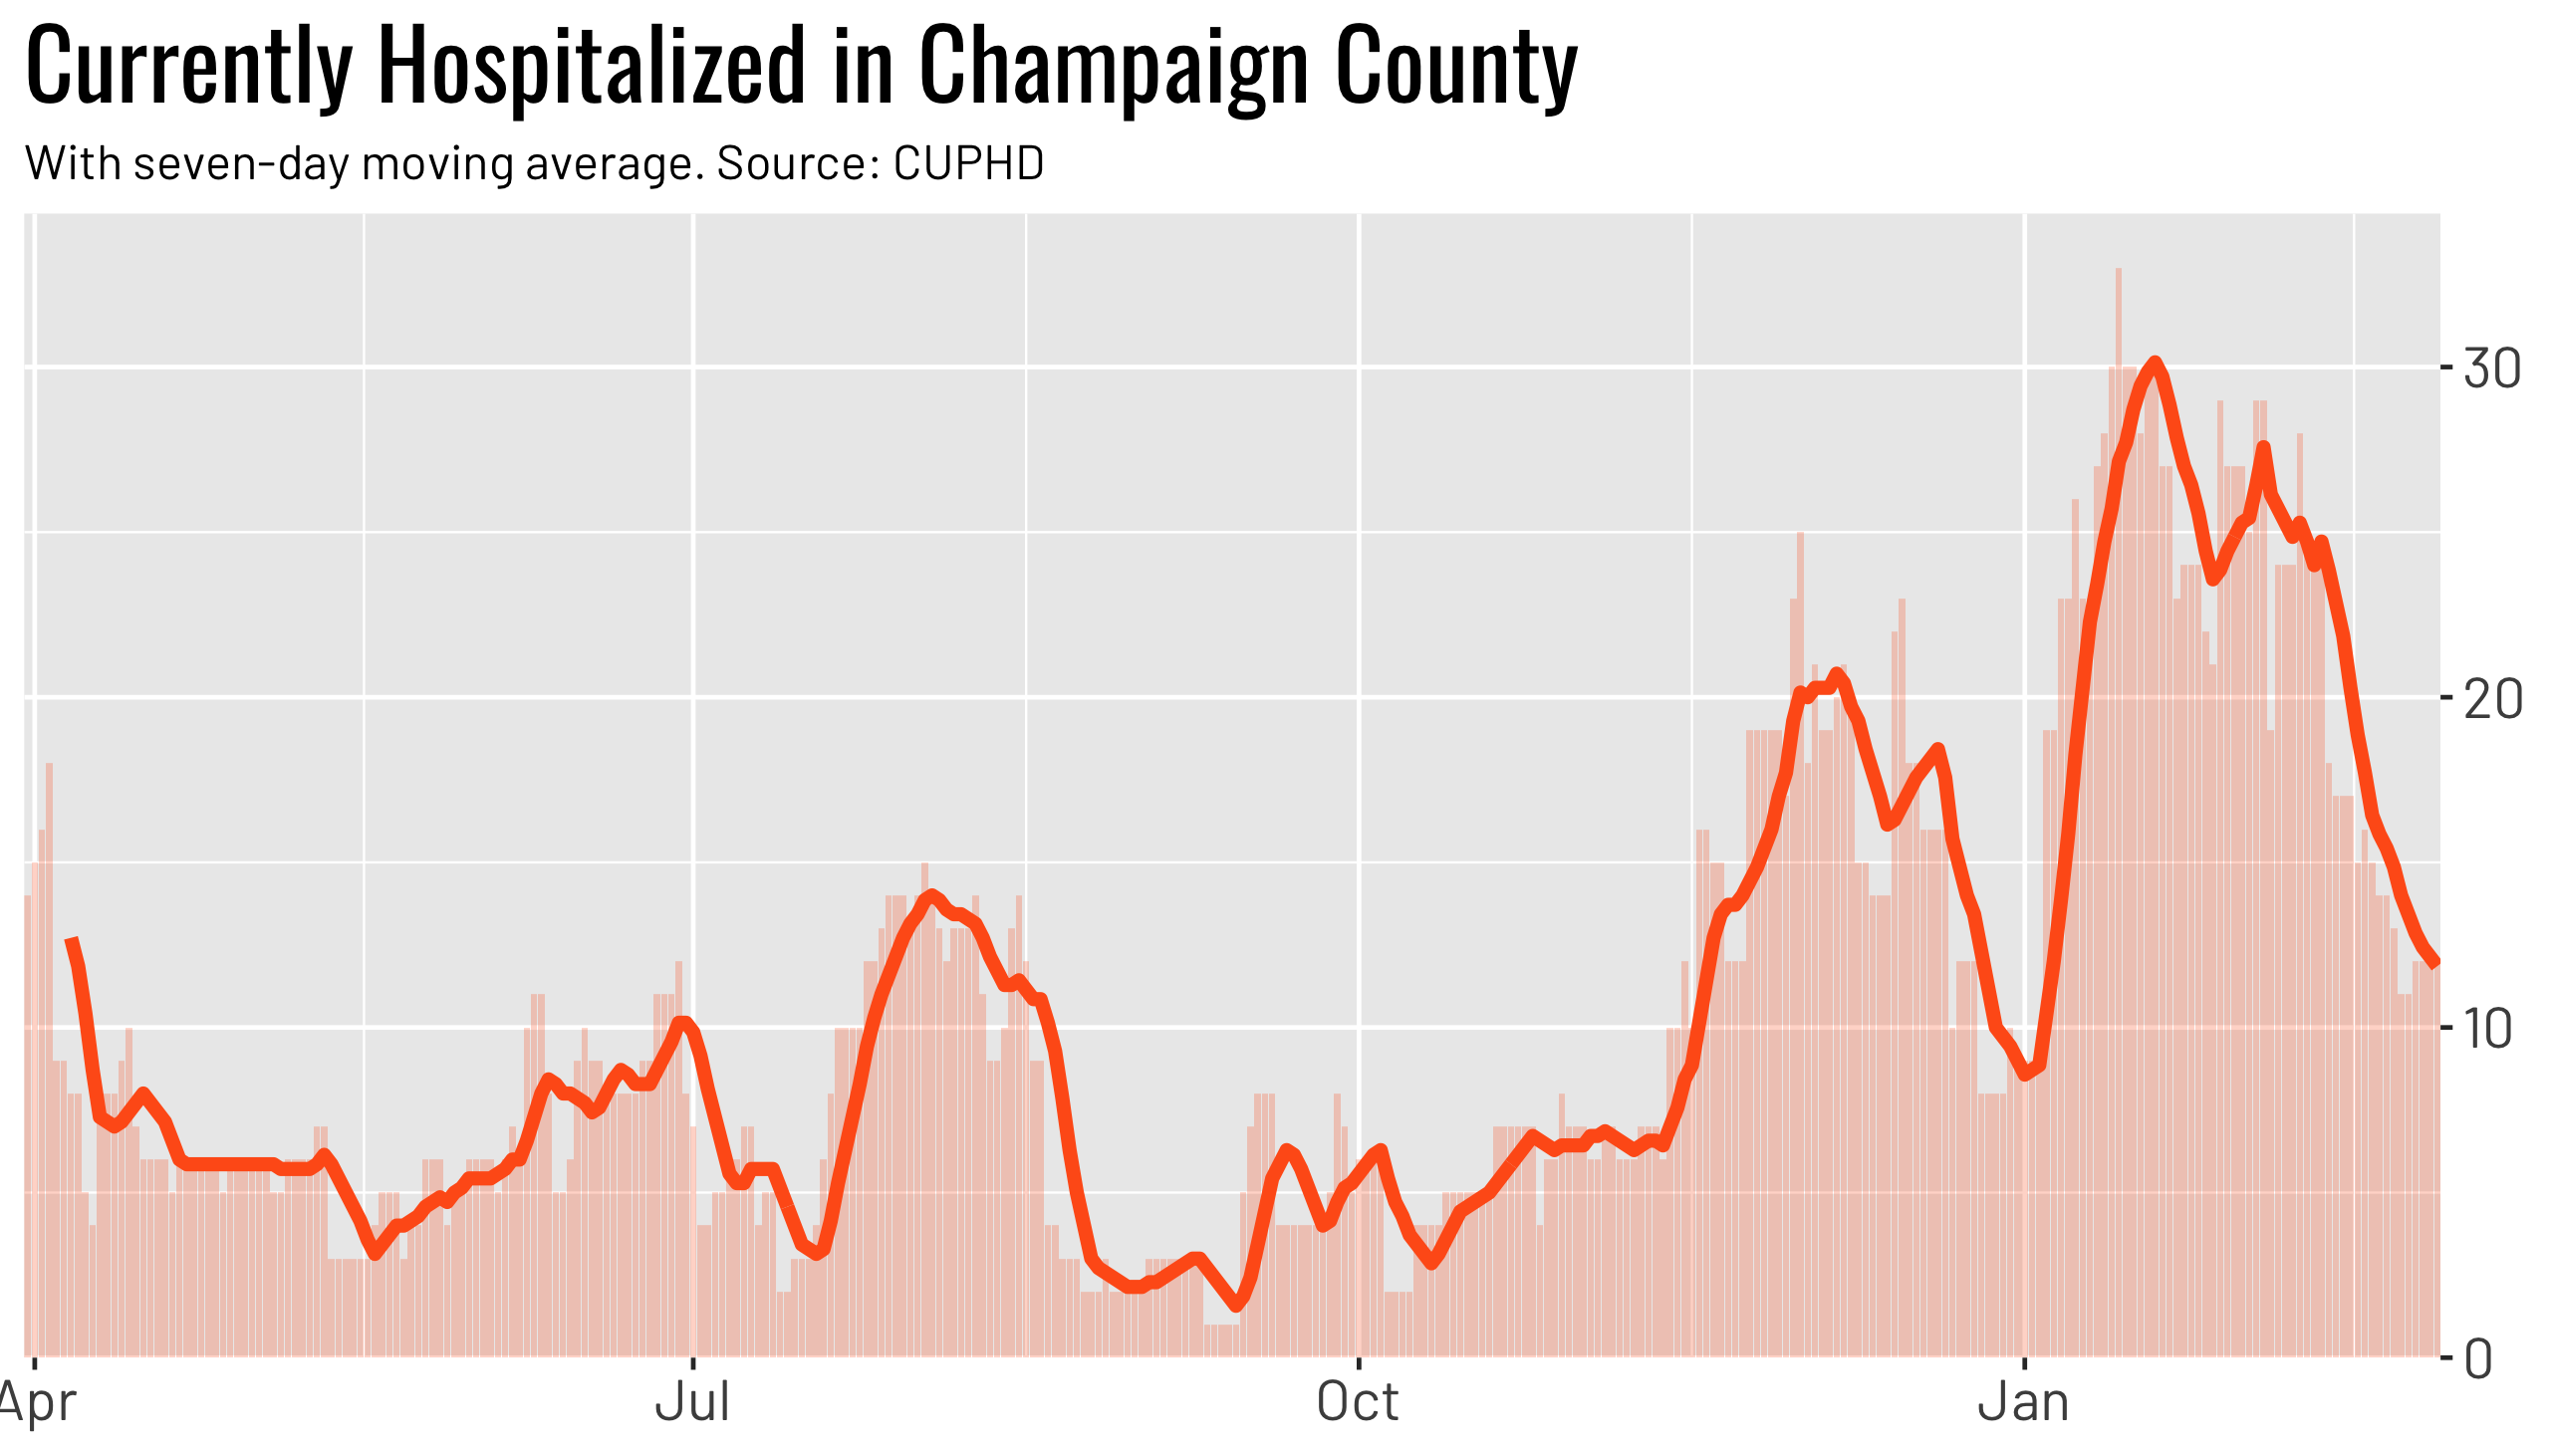 Currently Hospitalized in Champaign County
With seven-day moving average. Source: CUPHD
30
20
10
0
Apr
Jul
Oct
Jan